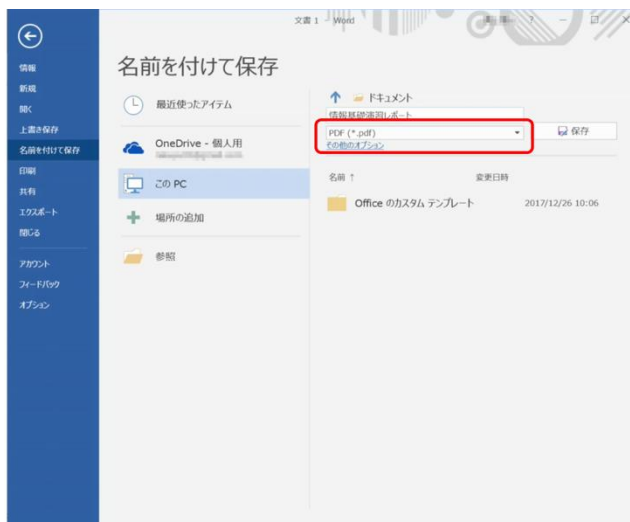 文書 1 - Word
?
情報
新規
開く
上書き保存
名前を付けて保存
印刷
共有
エクスポート
閉じる
アカウント
フィードバック
オプション
名前を付けて保存
最近使ったアイテム
OneDrive - 個人用
この PC
場所の追加
参照
ドキュメント
情報基礎演習レポート
PDF (*.pdf)
保存
その他のオプション
名前 ↑ 変更日時
Office のカスタム テンプレート 2017/12/26 10:06